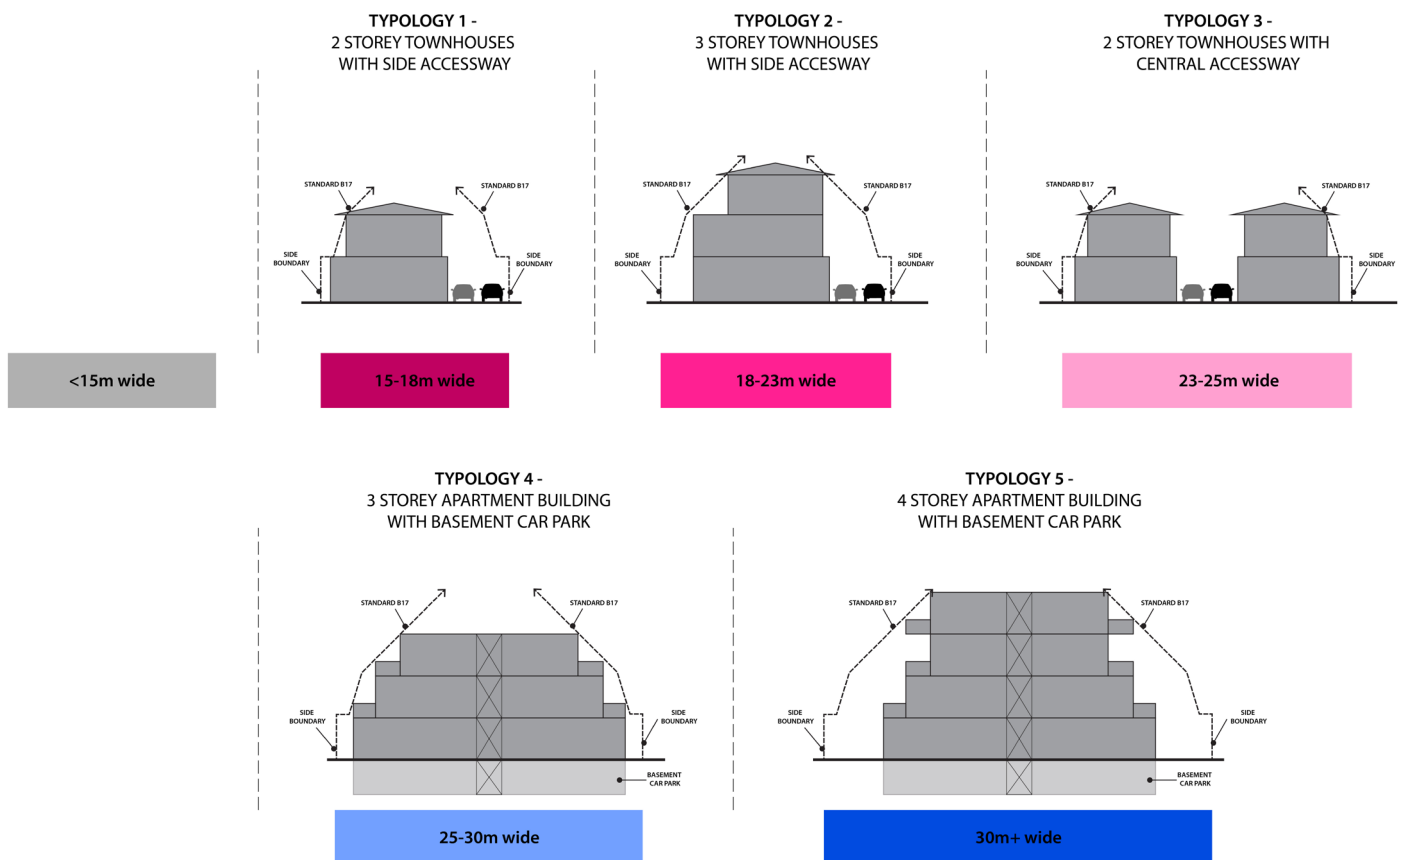 TYPOLOGY 1 -
2 STOREY TOWNHOUSES
WITH SIDE ACCESSWAY
TYPOLOGY 2 -
3 STOREY TOWNHOUSES
WITH SIDE ACCESWAY
TYPOLOGY 3 -
2 STOREY TOWNHOUSES WITH
CENTRAL ACCESSWAY
STANDARD B17
STANDARD B17
SIDE
BOUNDARY
SIDE
BOUNDARY
STANDARD B17
STANDARD B17
SIDE
BOUNDARY
SIDE
BOUNDARY
STANDARD B17
STANDARD B17
SIDE
BOUNDARY
SIDE
BOUNDARY
<15m wide
15-18m wide
18-23m wide
23-25m wide
TYPOLOGY 4 -
3 STOREY APARTMENT BUILDING
WITH BASEMENT CAR PARK
TYPOLOGY 5 -
4 STOREY APARTMENT BUILDING
WITH BASEMENT CAR PARK
STANDARD B17
STANDARD B17
SIDE
BOUNDARY
SIDE
BOUNDARY
BASEMENT
CAR PARK
STANDARD B17
STANDARD B17
SIDE
BOUNDARY
SIDE
BOUNDARY
BASEMENT
CAR PARK
25-30m wide
30m+ wide